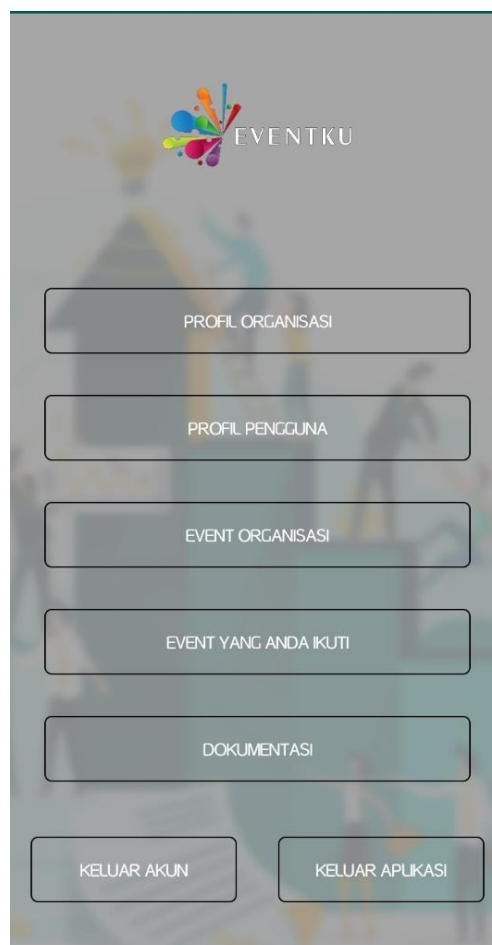 EVENTKU
PROFIL ORGANISASI
PROFIL PENGGUNA
EVENT ORGANISASI
EVENT YANG ANDA IKUTI
DOKUMENTASI
KELUAR AKUN
KELUAR APLIKASI